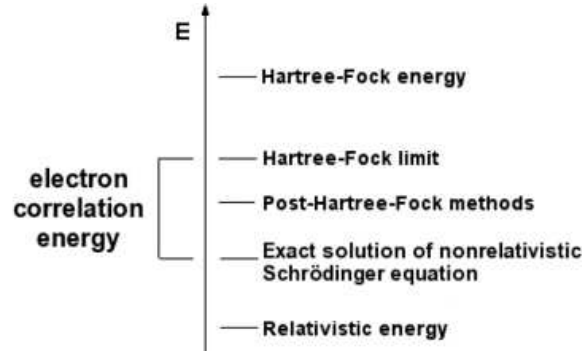 E
Hartree-Fock energy
Hartree-Fock limit
electron
correlation
energy
Post-Hartree-Fock methods
Exact solution of nonrelativistic
Schrödinger equation
Relativistic energy